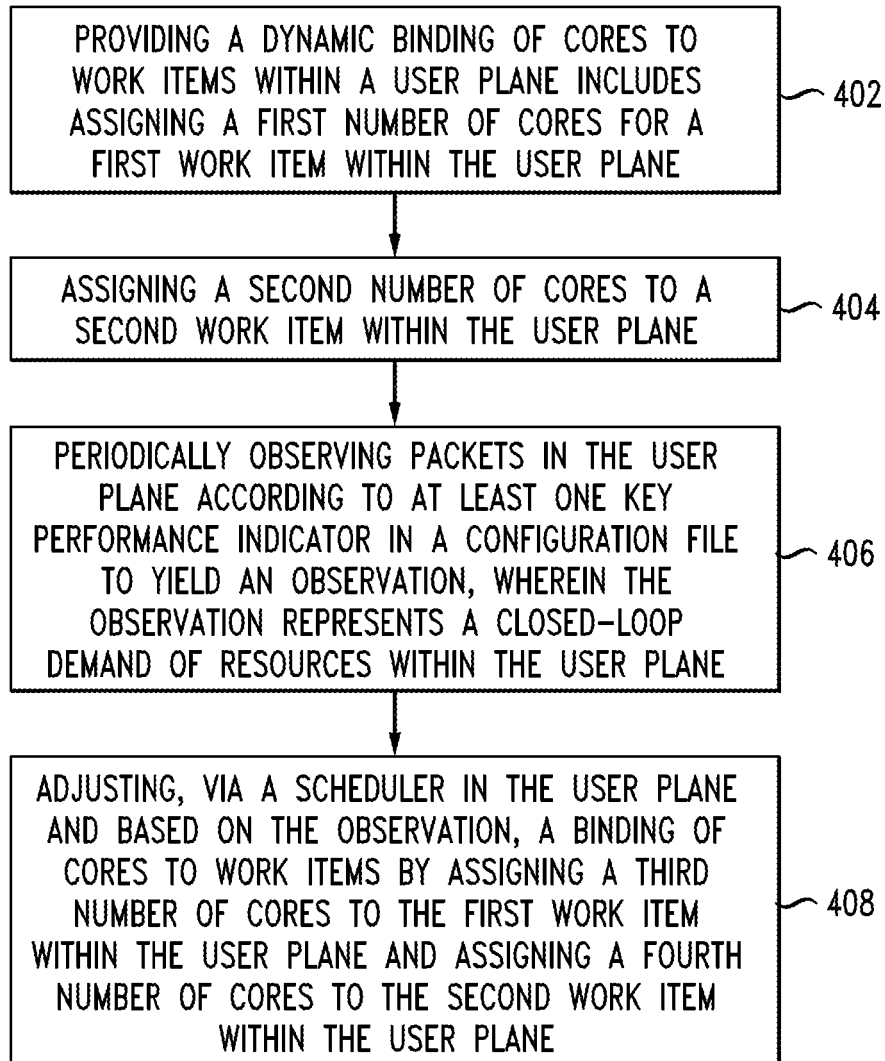 PROVIDING A DYNAMIC BINDING OF CORES TO
WORK ITEMS WITHIN A USER PLANE INCLUDES
ASSIGNING A FIRST NUMBER OF CORES FOR A
FIRST WORK ITEM WITHIN THE USER PLANE
402
ASSIGNING A SECOND NUMBER OF CORES TO A
SECOND WORK ITEM WITHIN THE USER PLANE
404
PERIODICALLY OBSERVING PACKETS IN THE USER
PLANE ACCORDING TO AT LEAST ONE KEY
PERFORMANCE INDICATOR IN A CONFIGURATION FILE
TO YIELD AN OBSERVATION, WHEREIN THE
OBSERVATION REPRESENTS A CLOSED-LOOP
DEMAND OF RESOURCES WITHIN THE USER PLANE
406
ADJUSTING, VIA A SCHEDULER IN THE USER PLANE
AND BASED ON THE OBSERVATION, A BINDING OF
CORES TO WORK ITEMS BY ASSIGNING A THIRD
NUMBER OF CORES TO THE FIRST WORK ITEM
WITHIN THE USER PLANE AND ASSIGNING A FOURTH
NUMBER OF CORES TO THE SECOND WORK ITEM
WITHIN THE USER PLANE
408